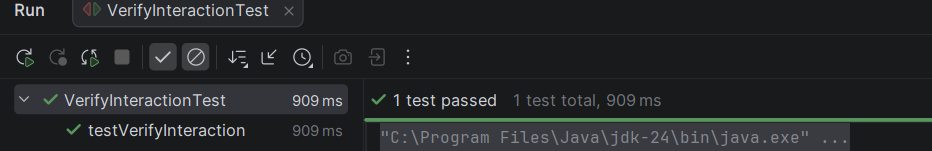 Run VerifyInteractionTest ×
VerifyInteractionTest 909 ms
1 test passed 1 test total, 909 ms
testVerifyInteraction 909 ms
"C:\Program Files\Java\jdk-24\bin\java.exe" ...